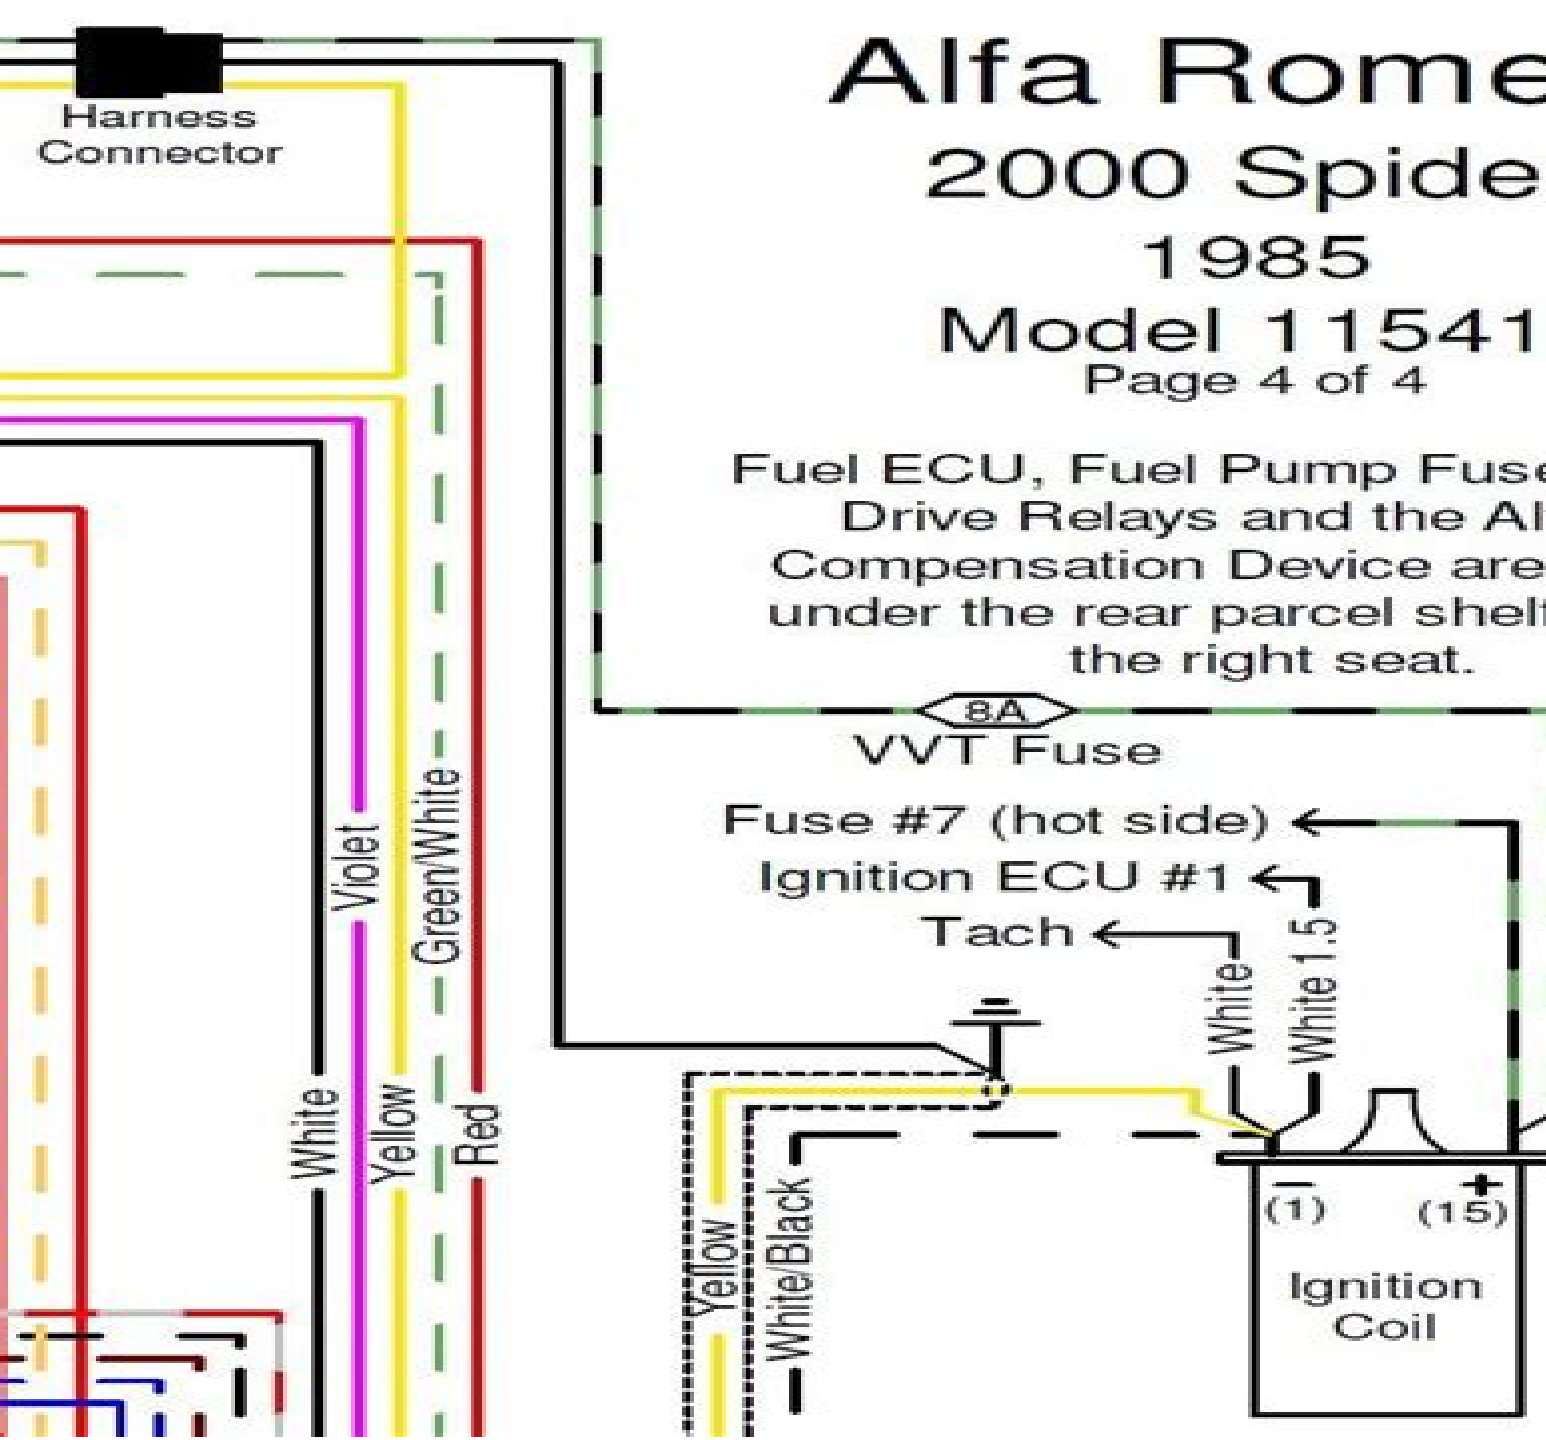 Harness
Connector
Alfa Rome
2000 Spide
1985
Model 11541
Page 4 of 4
Fuel ECU, Fuel Pump Fuse
Drive Relays and the Al
Compensation Device are
under the rear parcel shelf
the right seat.
8A
VVT Fuse
Fuse #7 (hot side)
Ignition ECU #1
Tach
White
White 1.5
Violet
Green/White
White
Yellow
Red
Yellow
White/Black
− +
(1) (15)
Ignition
Coil